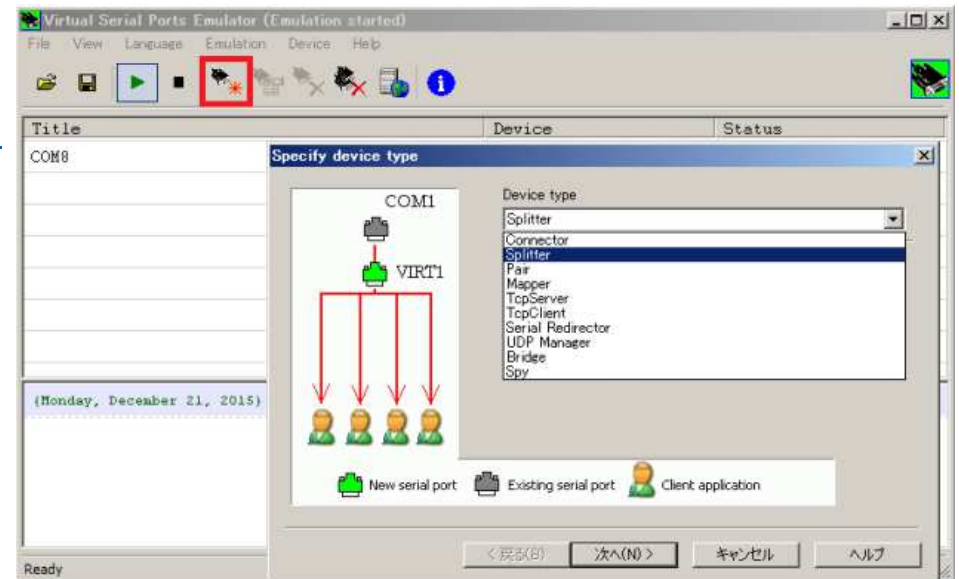 Virtual Serial Ports Emulator (Emulation started)
File View Language Emulation Device Help
Title Device Status
COM8
Specify device type
COM1
VIRT1
Device type
Splitter
Connector
Splitter
Pair
Mapper
TcpServer
TcpClient
Serial Redirector
UDP Manager
Bridge
Spy
(Monday, December 21, 2015)
New serial port Existing serial port Client application
< 戻る(B) 次へ(N) > キャンセル ヘルプ
Ready